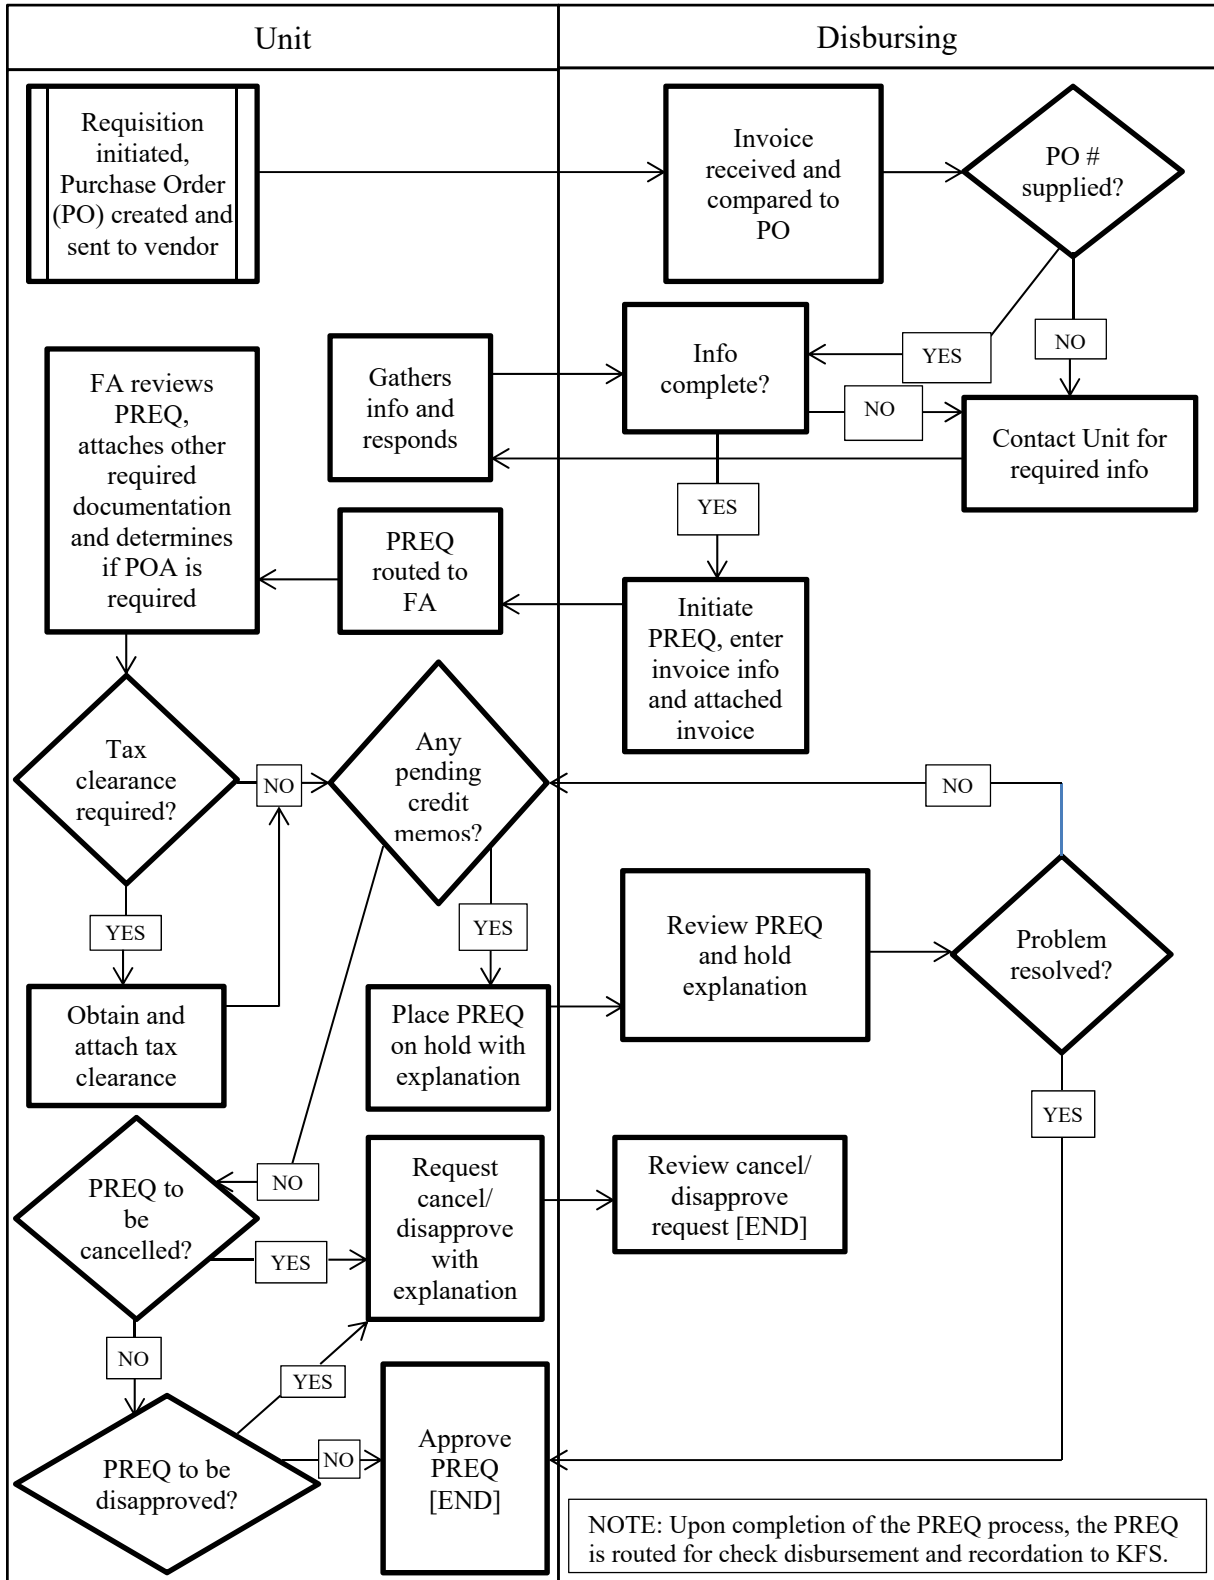 Unit
Disbursing
Requisition
initiated,
Purchase Order
(PO) created and
sent to vendor
Invoice
received and
compared to
PO
PO #
supplied?
YES
NO
Info
complete?
NO
Contact Unit for
required info
Gathers
info and
responds
YES
FA reviews
PREQ,
attaches other
required
documentation
and determines
if POA is
required
PREQ
routed to
FA
Initiate
PREQ, enter
invoice info
and attached
invoice
Tax
clearance
required?
NO
Any
pending
credit
memos?
NO
YES
YES
Review PREQ
and hold
explanation
Problem
resolved?
Obtain and
attach tax
clearance
Place PREQ
on hold with
explanation
YES
PREQ to
be
cancelled?
NO
YES
Request
cancel/
disapprove
with
explanation
Review cancel/
disapprove
request [END]
NO
YES
PREQ to be
disapproved?
NO
Approve
PREQ
[END]
NOTE: Upon completion of the PREQ process, the PREQ
is routed for check disbursement and recordation to KFS.